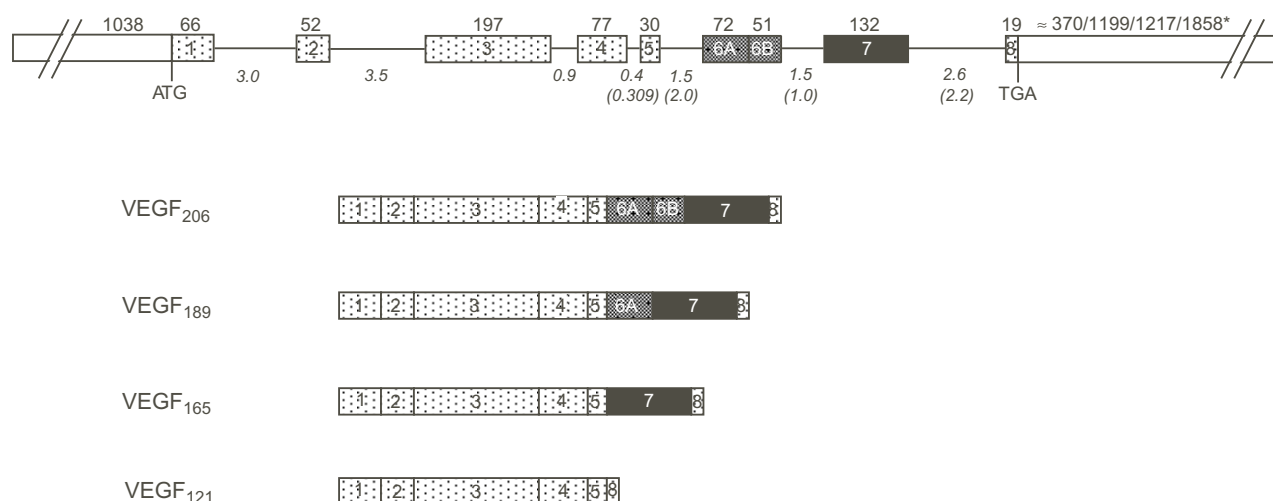 1038 66 52 197 77 30 72 51 132 19 ≈ 370/1199/1217/1858*
1 2 3 4 5 6A 6B 7 8
3.0 3.5 0.9 0.4 1.5 1.5 2.6
ATG (0.309) (2.0) (1.0) (2.2) TGA
VEGF206 1 2 3 4 5 6A 6B 7 8
VEGF189 1 2 3 4 5 6A 7 8
VEGF165 1 2 3 4 5 7 8
VEGF121 1 2 3 4 5 8